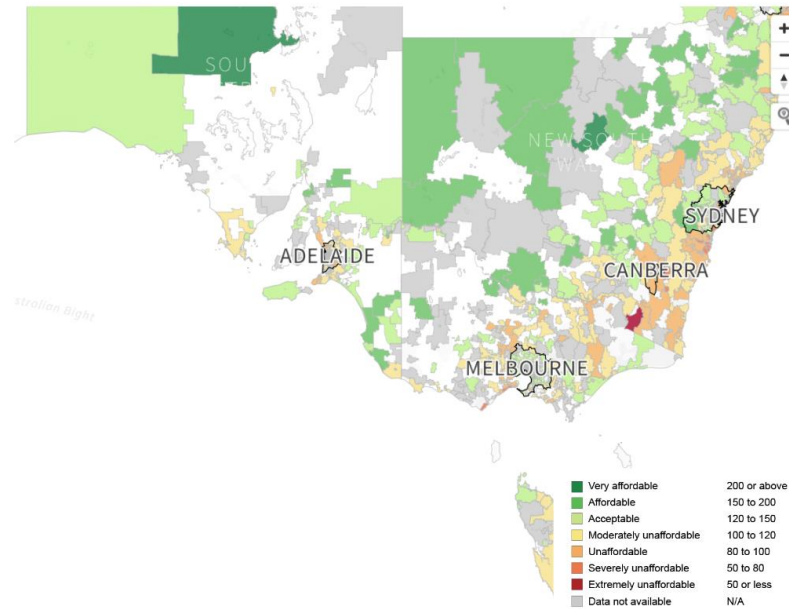 SOU
NEW SOUTH
WA
SYDNEY
ADELAIDE
CANBERRA
stralian Bight
MELBOURNE
Very affordable 200 or above
Affordable 150 to 200
Acceptable 120 to 150
Moderately unaffordable 100 to 120
Unaffordable 80 to 100
Severely unaffordable 50 to 80
Extremely unaffordable 50 or less
Data not available N/A